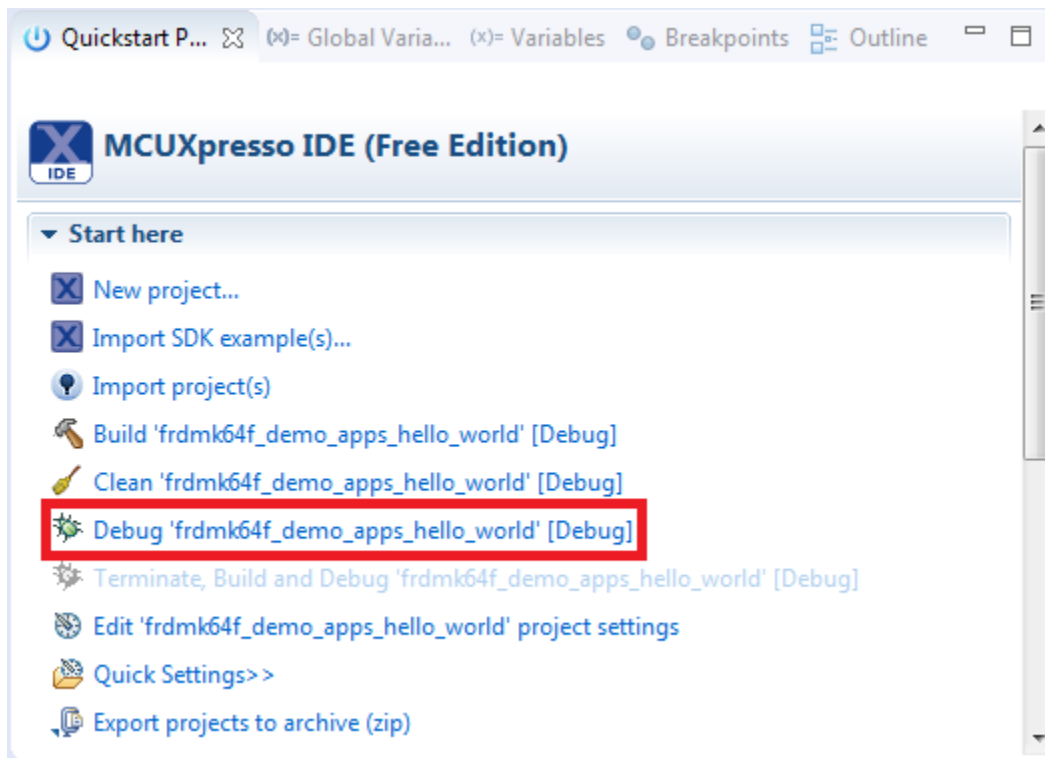 Quickstart P... (x)= Global Varia... (x)= Variables Breakpoints Outline
MCUXpresso IDE (Free Edition)
IDE
Start here
New project...
Import SDK example(s)...
Import project(s)
Build 'frdmk64f_demo_apps_hello_world' [Debug]
Clean 'frdmk64f_demo_apps_hello_world' [Debug]
Debug 'frdmk64f_demo_apps_hello_world' [Debug]
Terminate, Build and Debug 'frdmk64f_demo_apps_hello_world' [Debug]
Edit 'frdmk64f_demo_apps_hello_world' project settings
Quick Settings>>
Export projects to archive (zip)